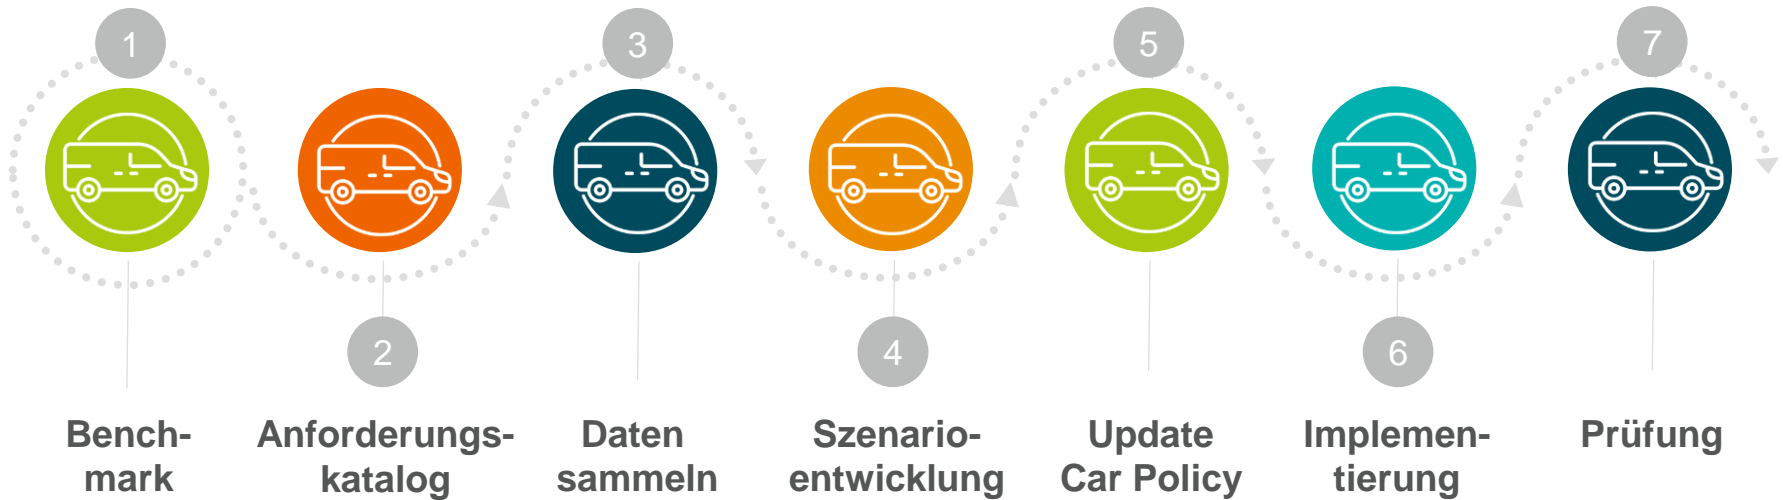 1
Bench-
mark
2
Anforderungs-
katalog
3
Daten
sammeln
4
Szenario-
entwicklung
5
Update
Car Policy
6
Implemen-
tierung
7
Prüfung